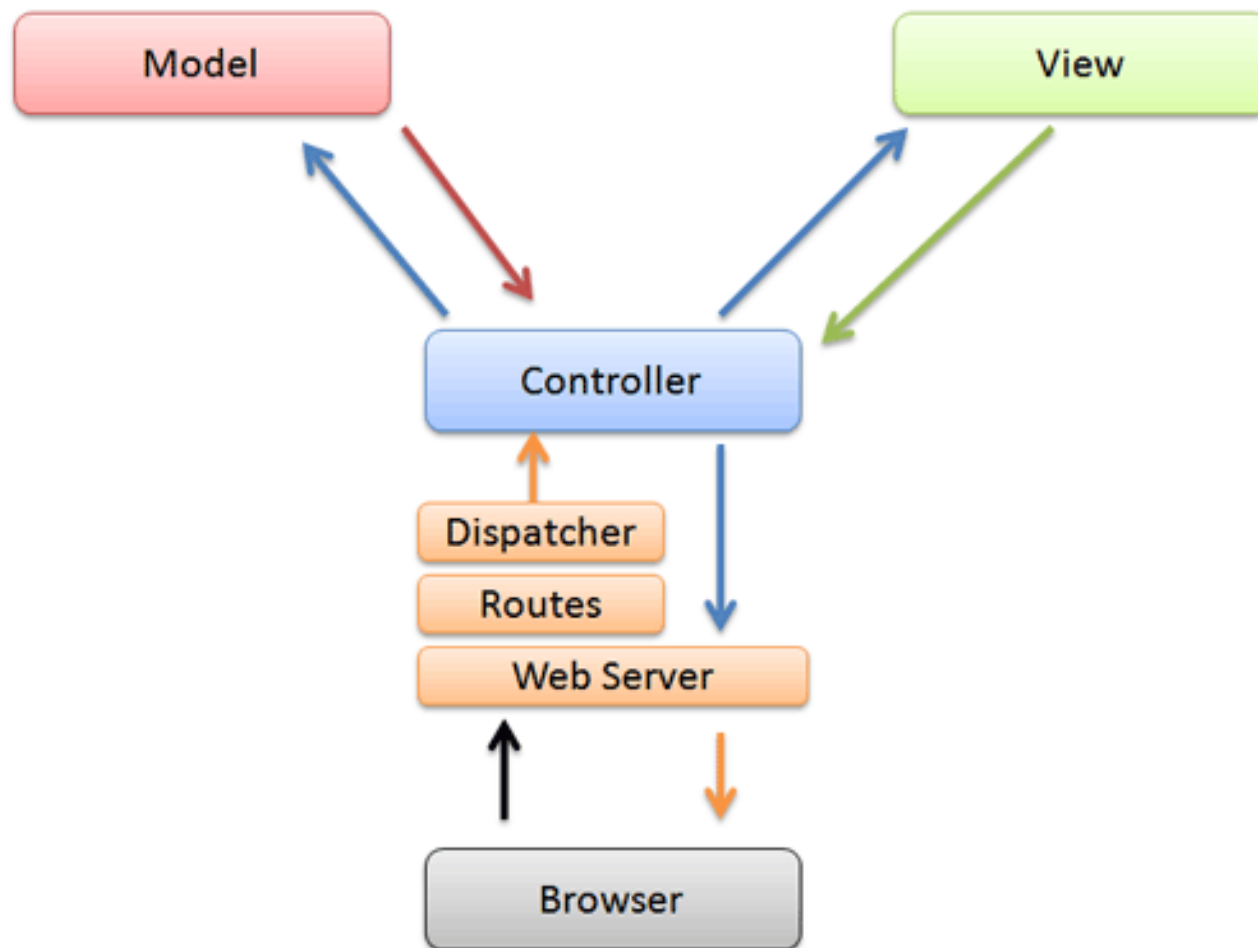 Model
View
Controller
Dispatcher
Routes
Web Server
Browser